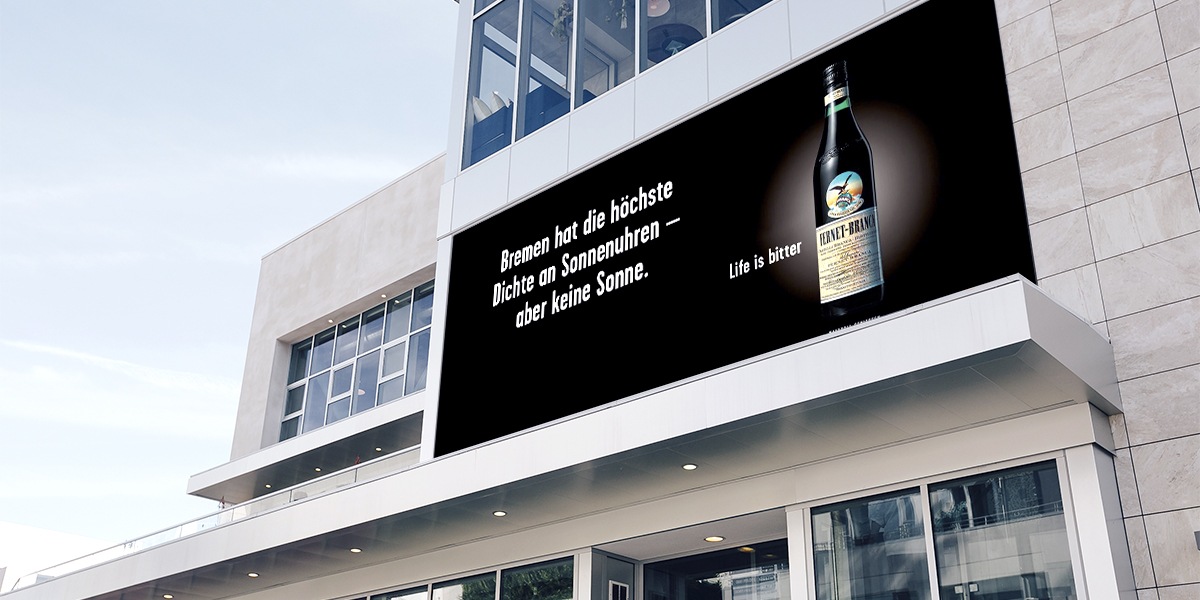 Bremen hat die höchste
Dichte an Sonnenuhren –
aber keine Sonne.
Life is bitter
FERNET-BRANCA